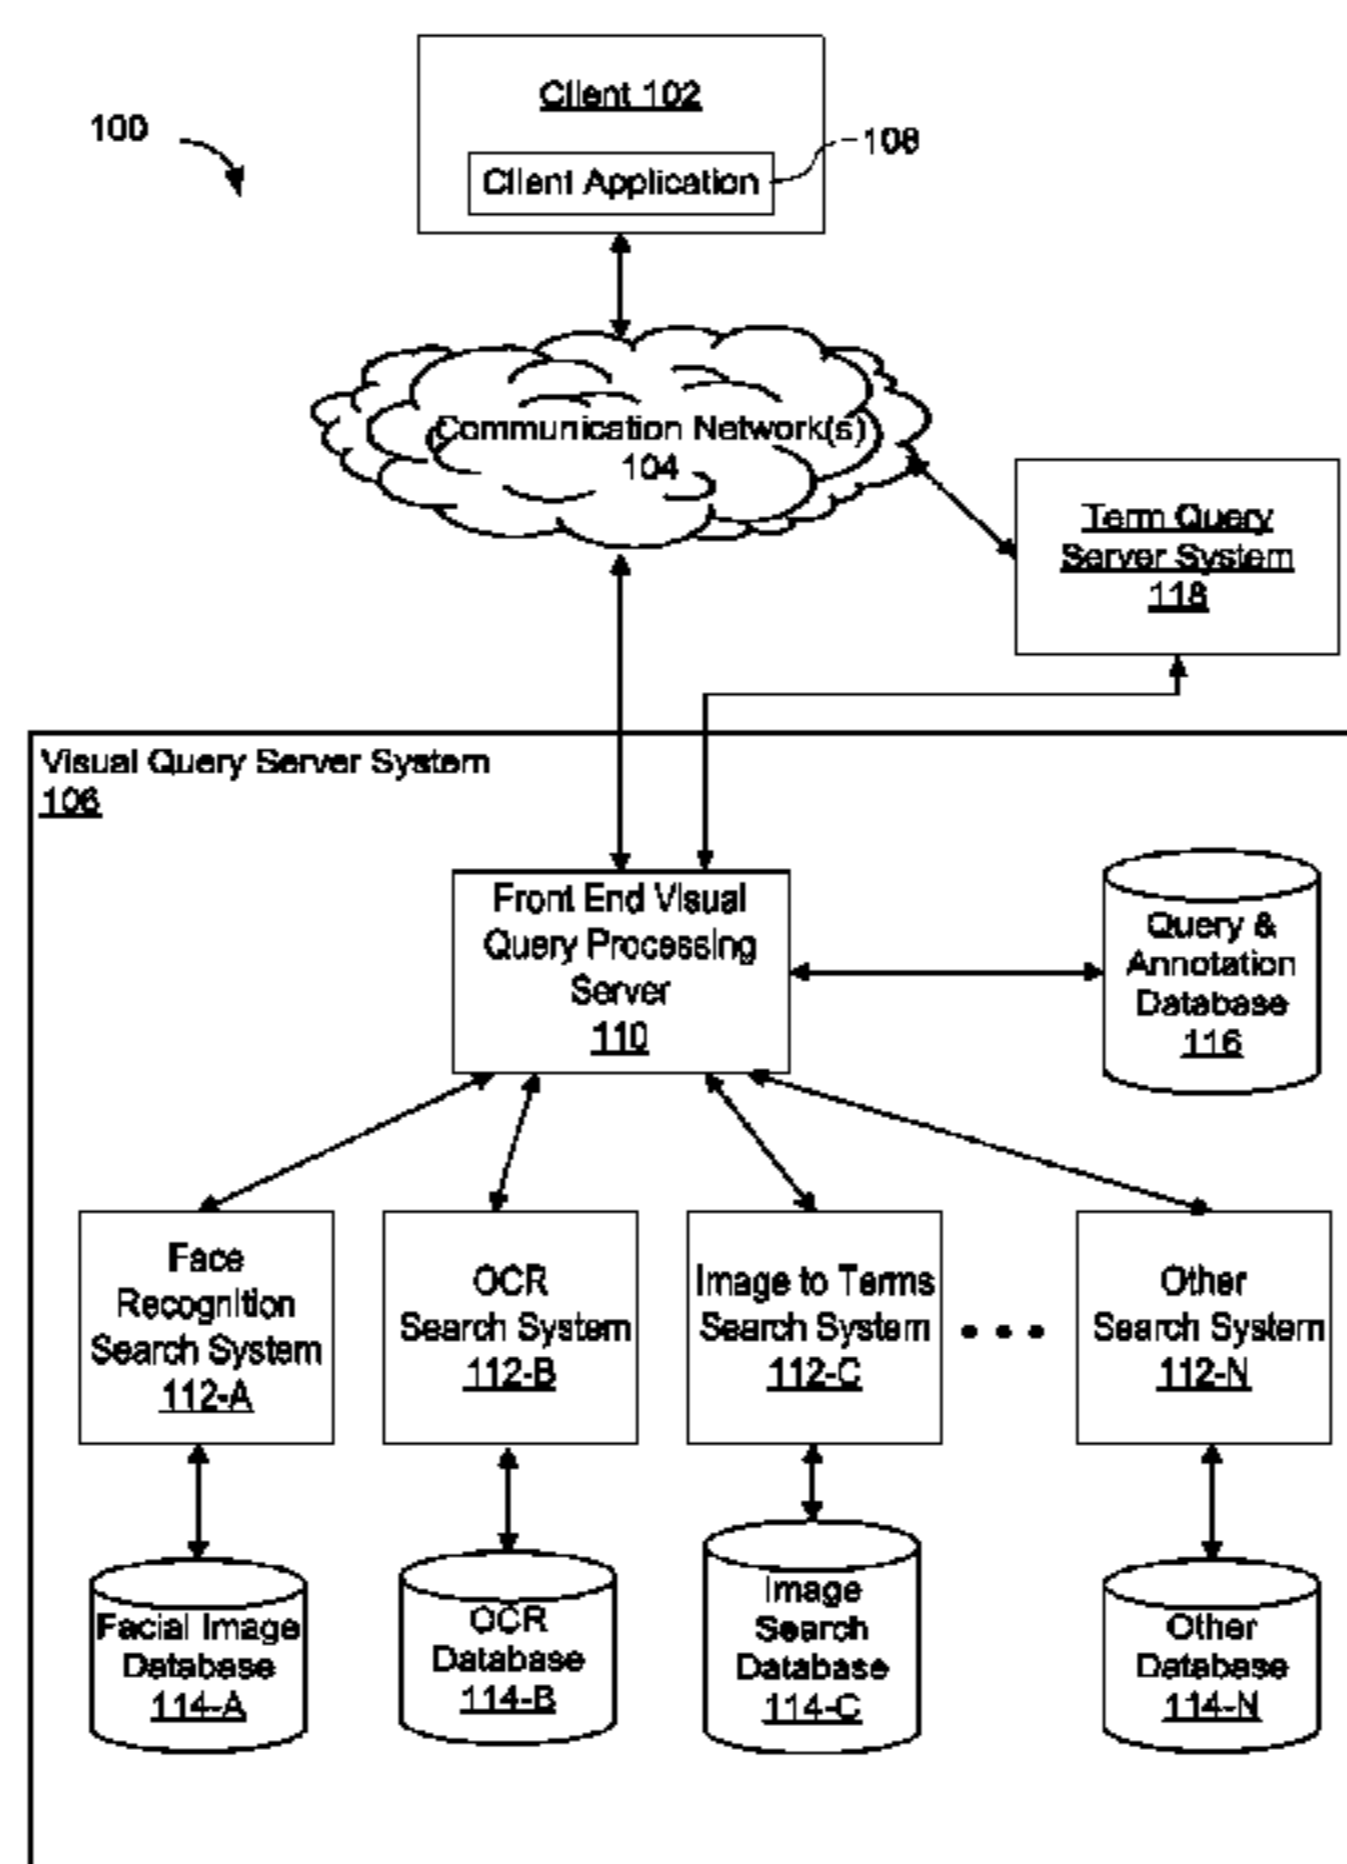 100
Client 102
108
Client Application
Communication Network(s)
104
Term Query
Server System
118
Visual Query Server System
106
Front End Visual
Query Processing
Server
110
Query &
Annotation
Database
116
Face
Recognition
Search System
112-A
OCR
Search System
112-B
Image to Terms
Search System
112-C
Other
Search System
112-N
Facial Image
Database
114-A
OCR
Database
114-B
Image
Search
Database
114-C
Other
Database
114-N